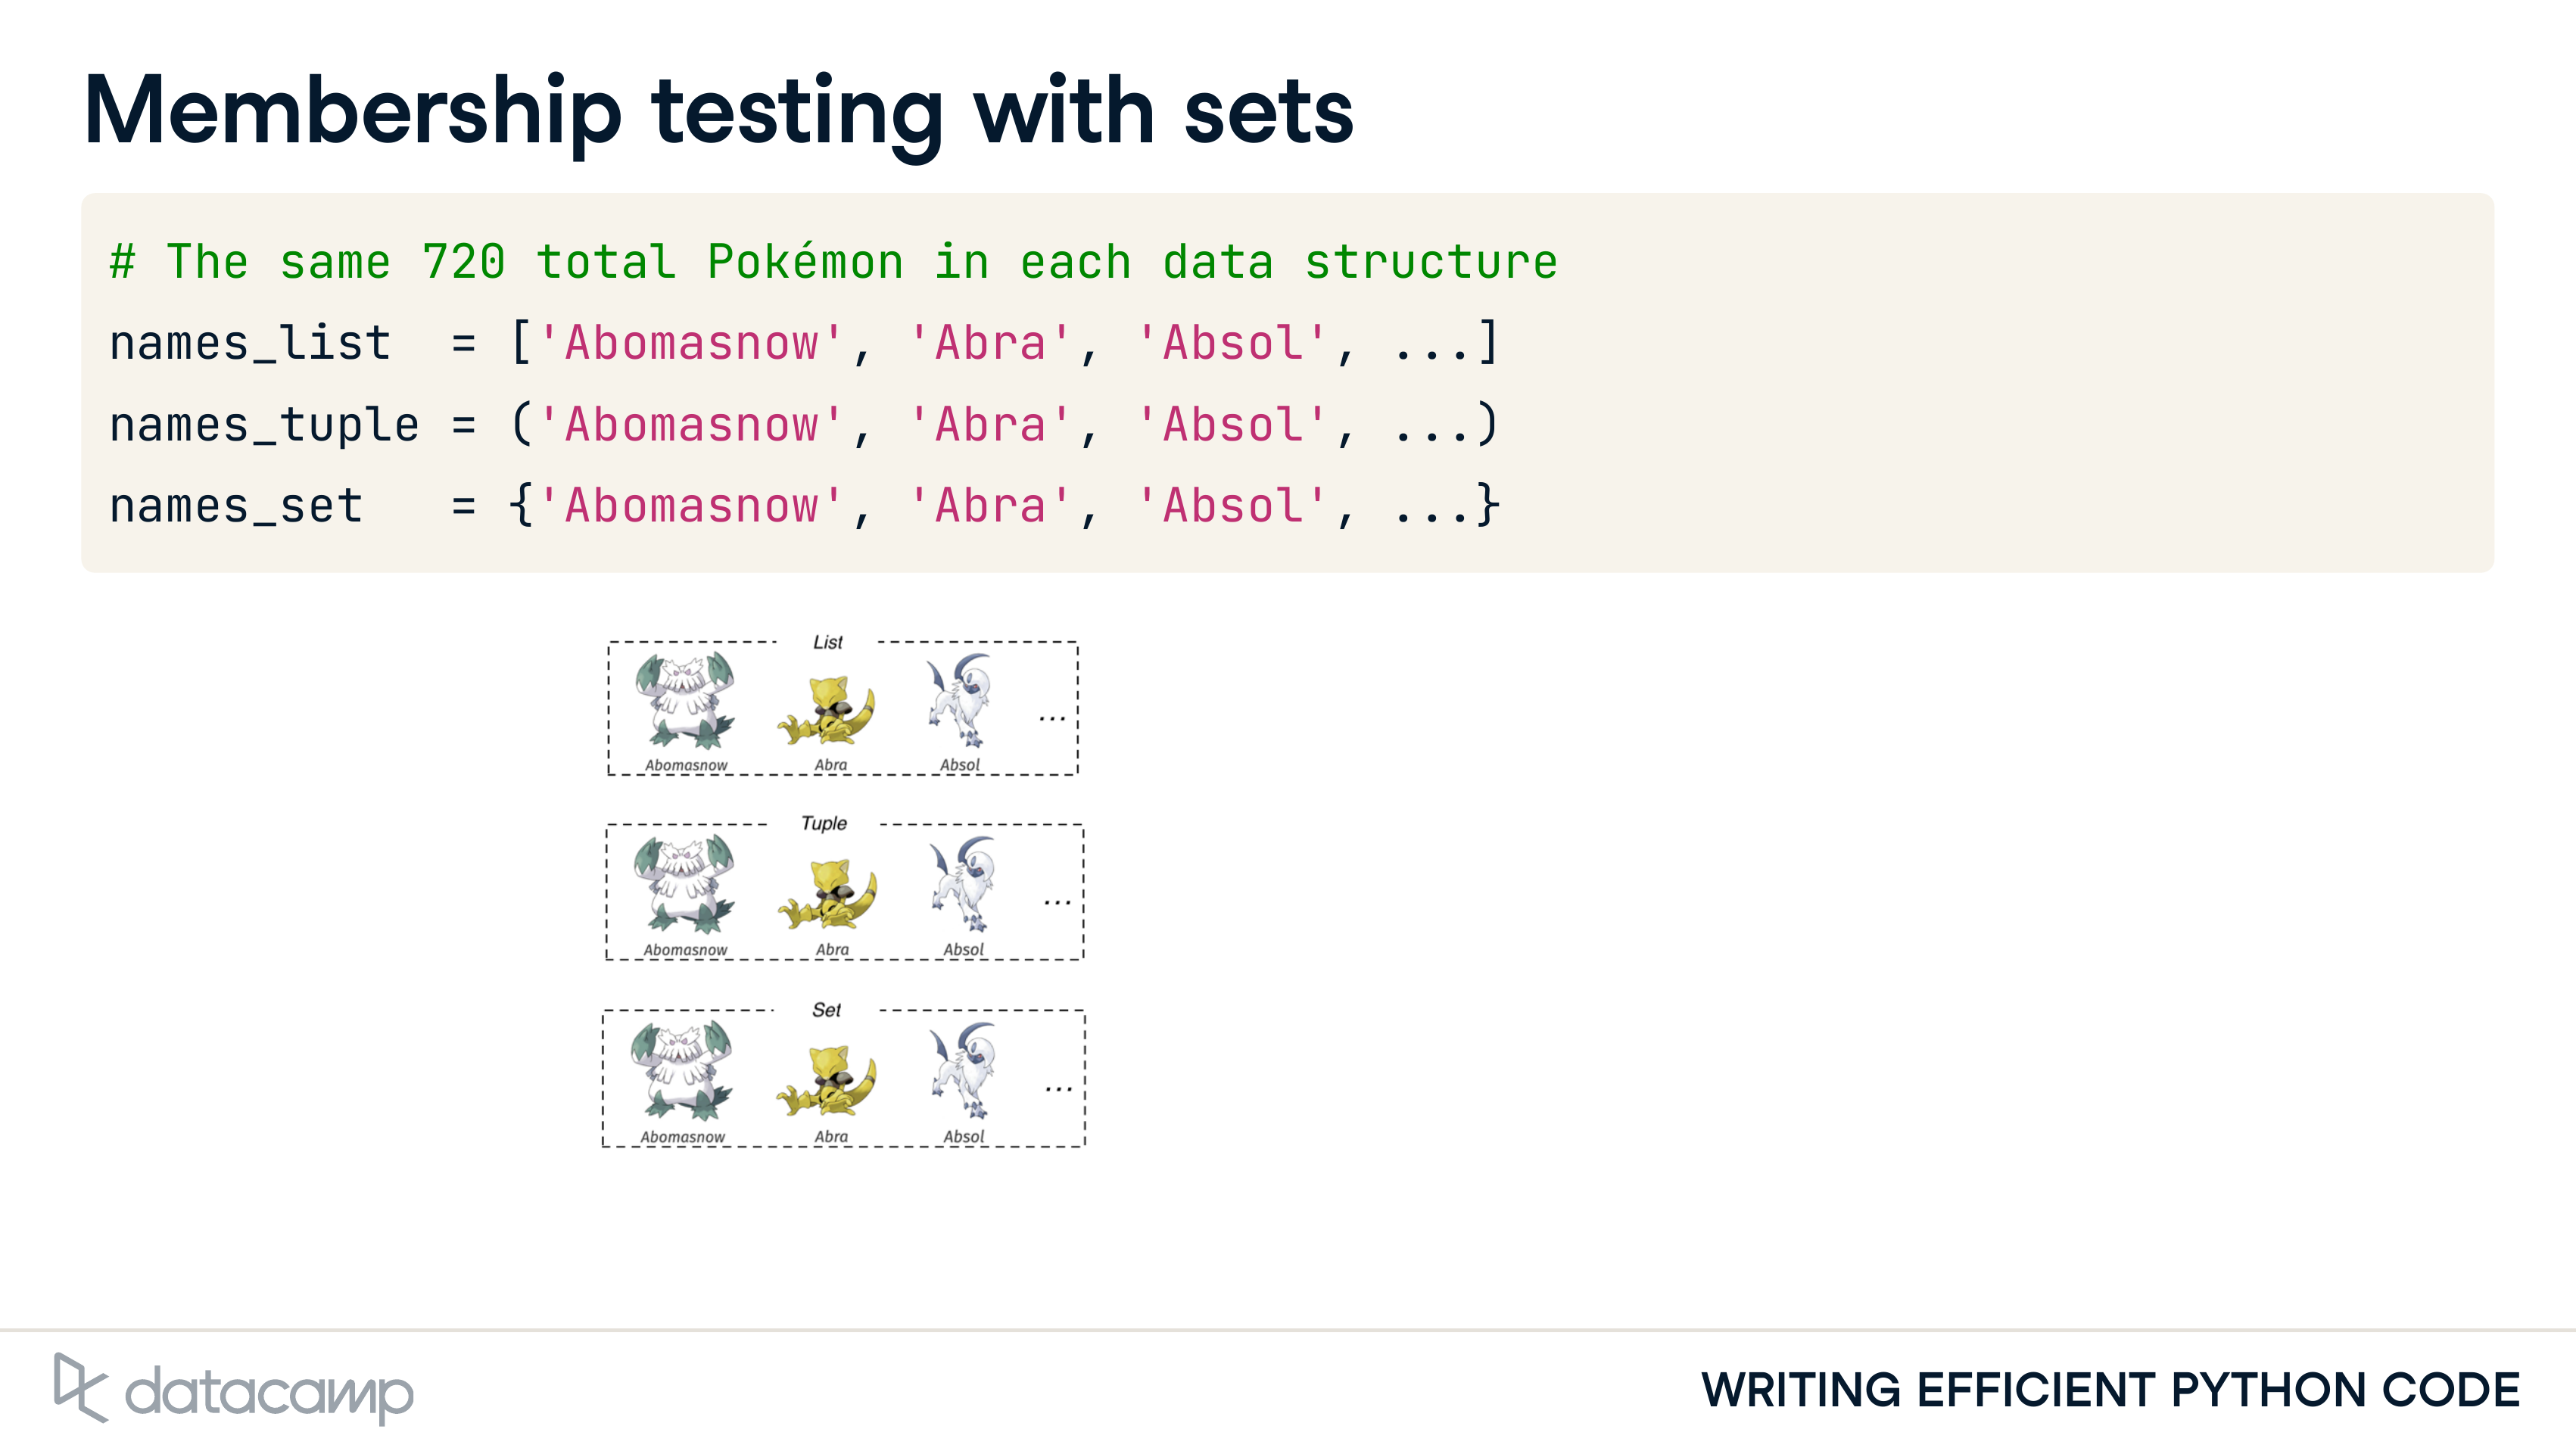 Membership testing with sets
# The same 720 total Pokémon in each data structure
names_list  = ['Abomasnow', 'Abra', 'Absol', ...]
names_tuple = ('Abomasnow', 'Abra', 'Absol', ...)
names_set   = {'Abomasnow', 'Abra', 'Absol', ...}
List
...
Abomasnow Abra Absol
Tuple
...
Abomasnow Abra Absol
Set
...
Abomasnow Abra Absol
datacamp
WRITING EFFICIENT PYTHON CODE